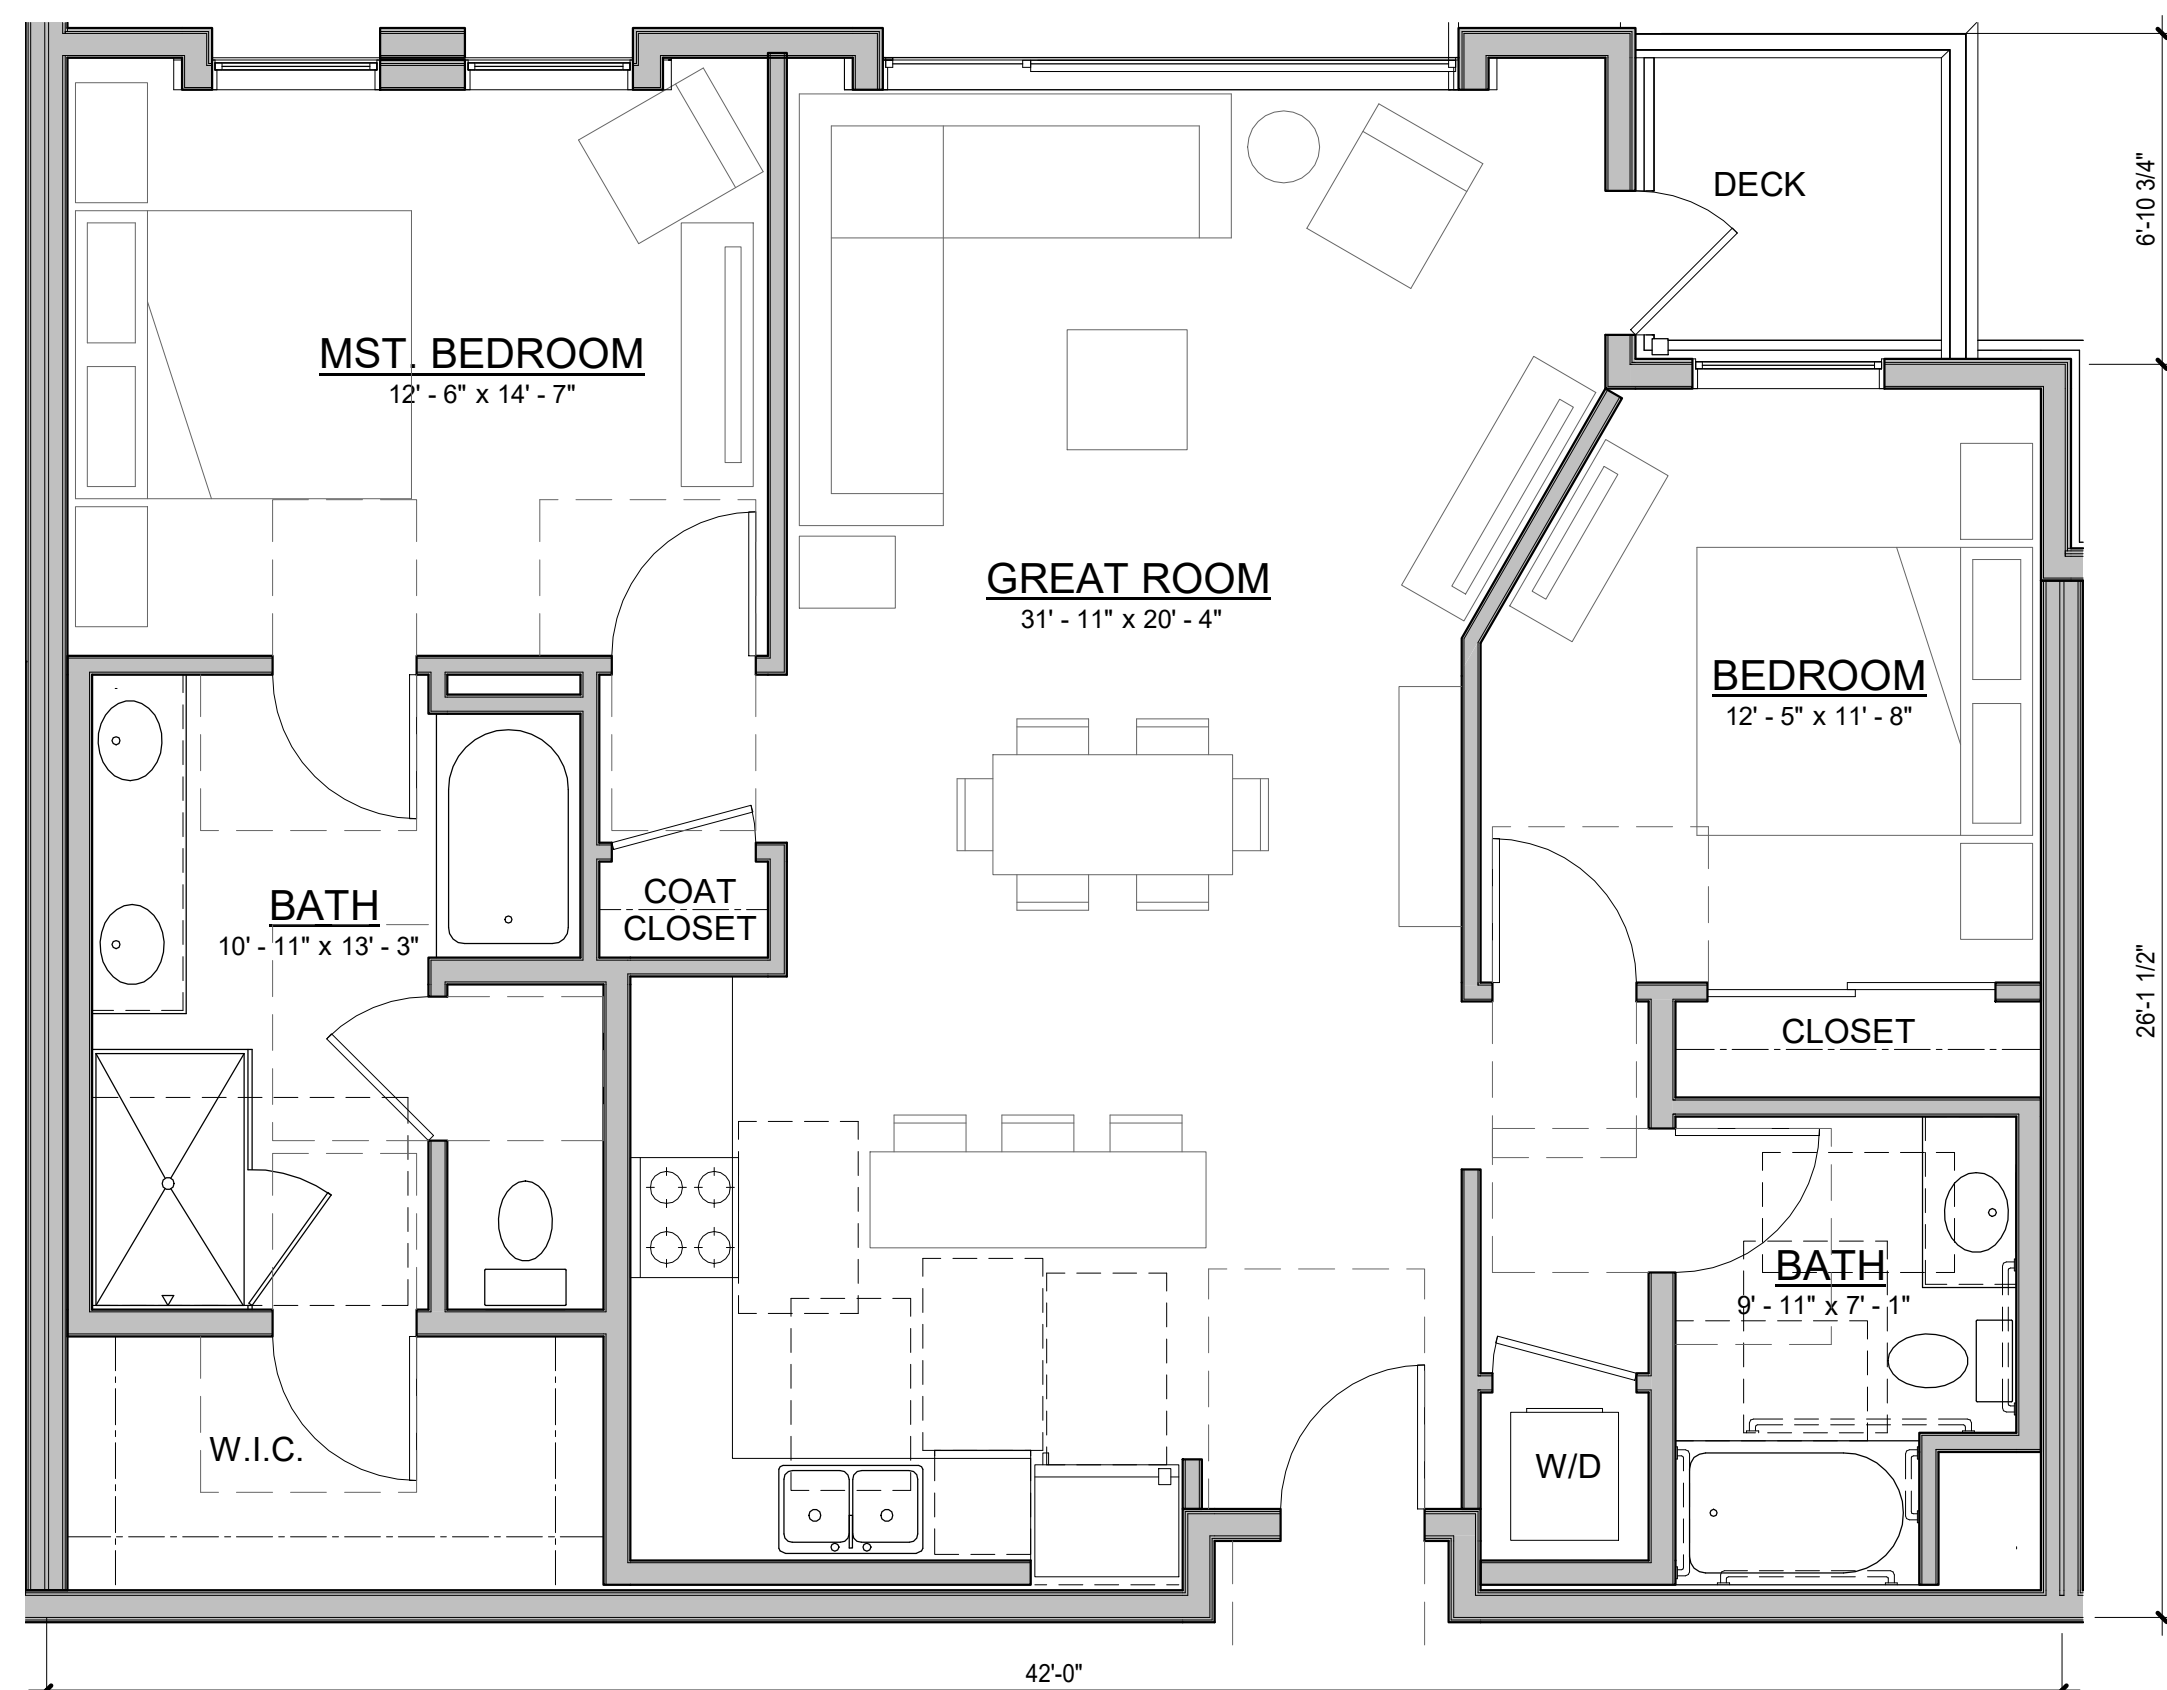 DECK
6'-10 3/4"
MST. BEDROOM
12' - 6" x 14' - 7"
GREAT ROOM
31' - 11" x 20' - 4"
BEDROOM
12' - 5" x 11' - 8"
COAT
CLOSET
BATH
10' - 11" x 13' - 3"
26'-1 1/2"
CLOSET
BATH
9' - 11" x 7' - 1"
W.I.C.
W/D
42'-0"